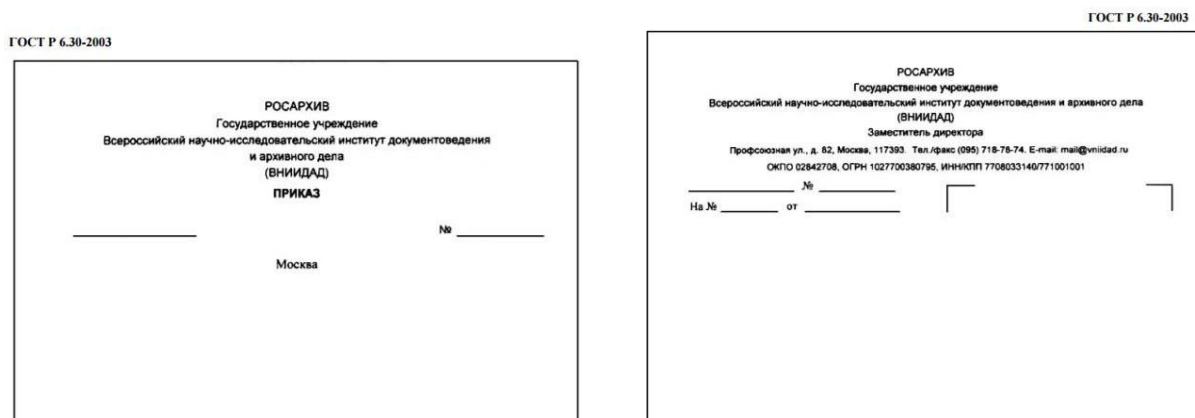 ГОСТ Р 6.30-2003
РОСАРХИВ
Государственное учреждение
Всероссийский научно-исследовательский институт документоведения
и архивного дела
(ВНИИДАД)
ПРИКАЗ
№
Москва
ГОСТ Р 6.30-2003
РОСАРХИВ
Государственное учреждение
Всероссийский научно-исследовательский институт документоведения и архивного дела
(ВНИИДАД)
Заместитель директора
Профсоюзная ул., д. 82, Москва, 117393. Тел./факс (095) 718-78-74. E-mail: mail@vniidad.ru
ОКПО 02842708, ОГРН 1027700380795, ИНН/КПП 7708033140/771001001
№
На № от